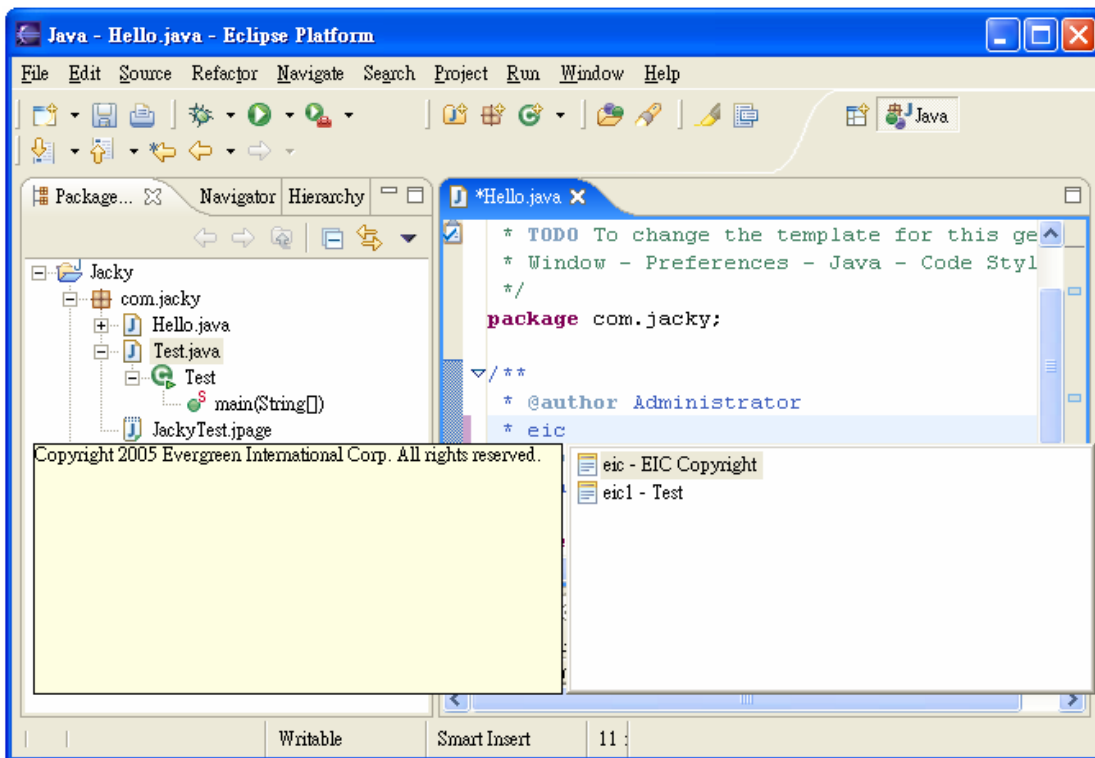 Java - Hello.java - Eclipse Platform
File Edit Source Refactor Navigate Search Project Run Window Help
Java
Package... Navigator Hierarchy
*Hello.java
Jacky
com.jacky
Hello.java
Test.java
Test
main(String[])
JackyTest.jpage
* TODO To change the template for this ge
* Window - Preferences - Java - Code Styl
*/
package com.jacky;
/**
* @author Administrator
* eic
Copyright 2005 Evergreen International Corp. All rights reserved.
eic - EIC Copyright
eic1 - Test
Writable Smart Insert 11 :